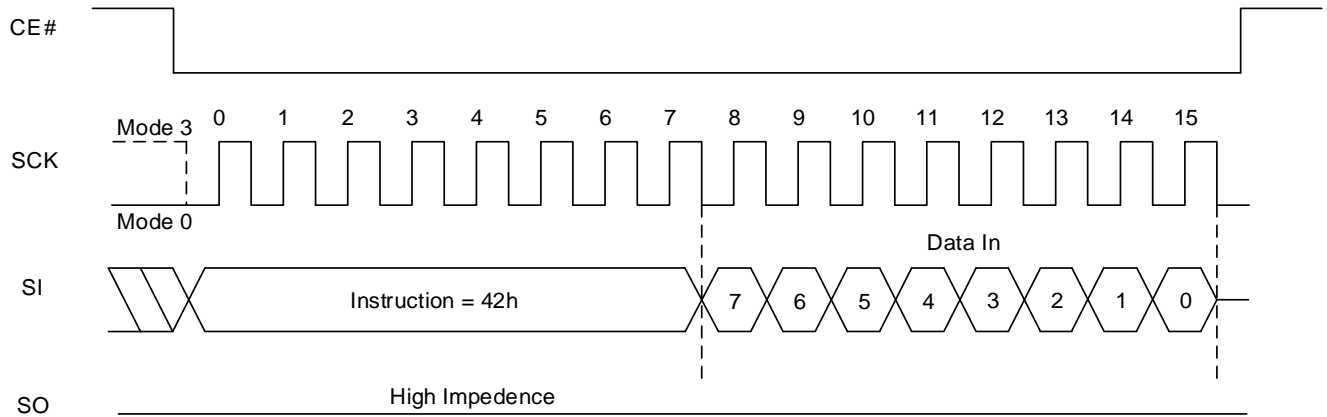 CE#
Mode 3 0 1 2 3 4 5 6 7 8 9 10 11 12 13 14 15
SCK
Mode 0
Data In
SI Instruction = 42h 7 6 5 4 3 2 1 0
High Impedence
SO